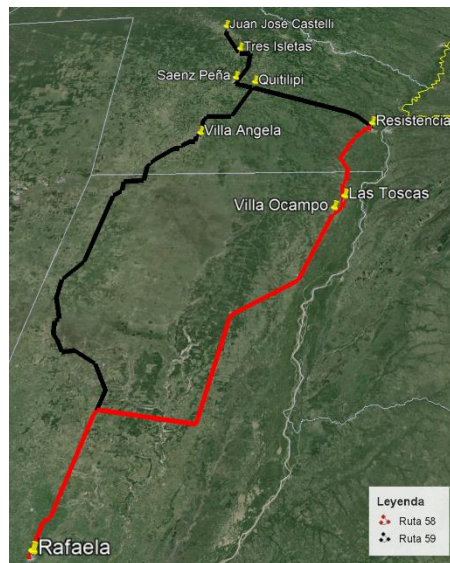 Juan José Castelli
Tres Isletas
Saenz Peña
Quitilipi
Resistencia
Villa Angela
Las Toscas
Villa Ocampo
Rafaela
Leyenda
Ruta 58
Ruta 59